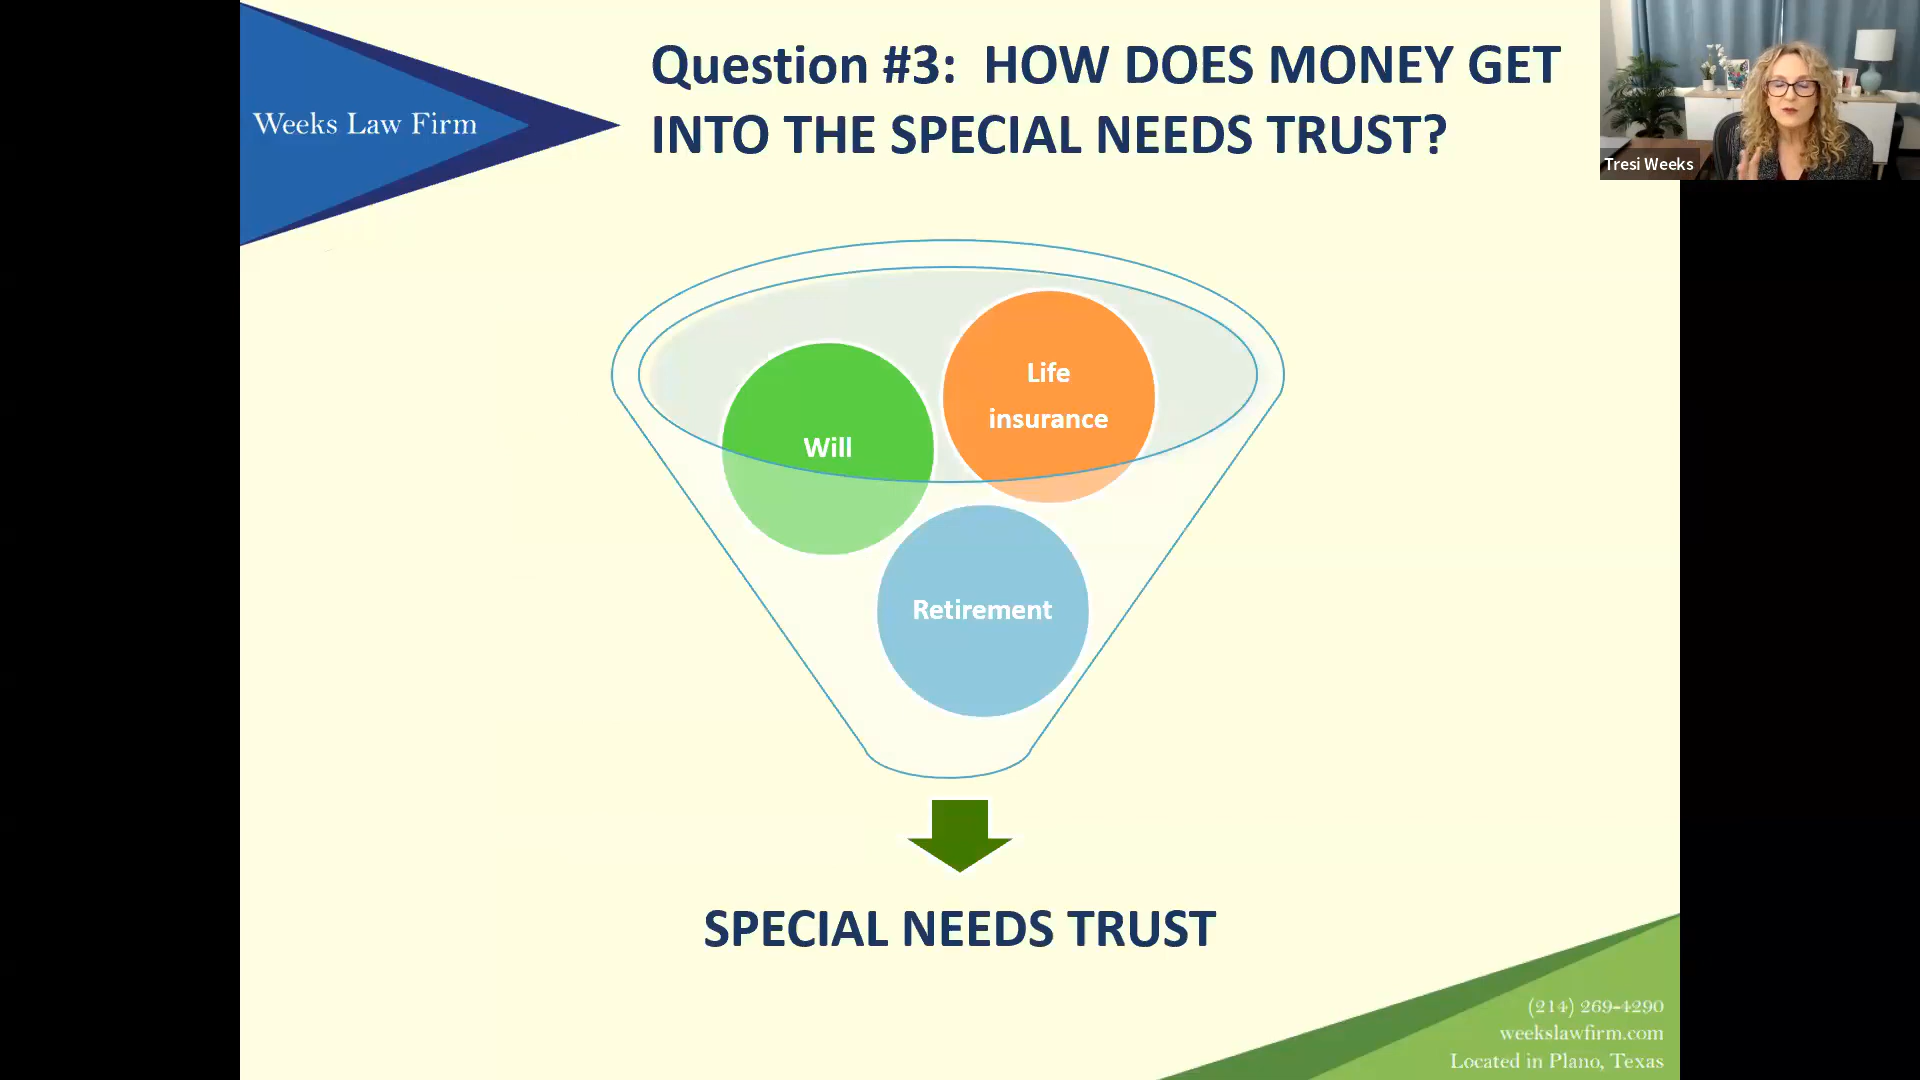 Weeks Law Firm
Question #3:  HOW DOES MONEY GET
INTO THE SPECIAL NEEDS TRUST?
Tresi Weeks
Life
insurance
Will
Retirement
SPECIAL NEEDS TRUST
(214) 269-4290
weekslawfirm.com
Located in Plano, Texas